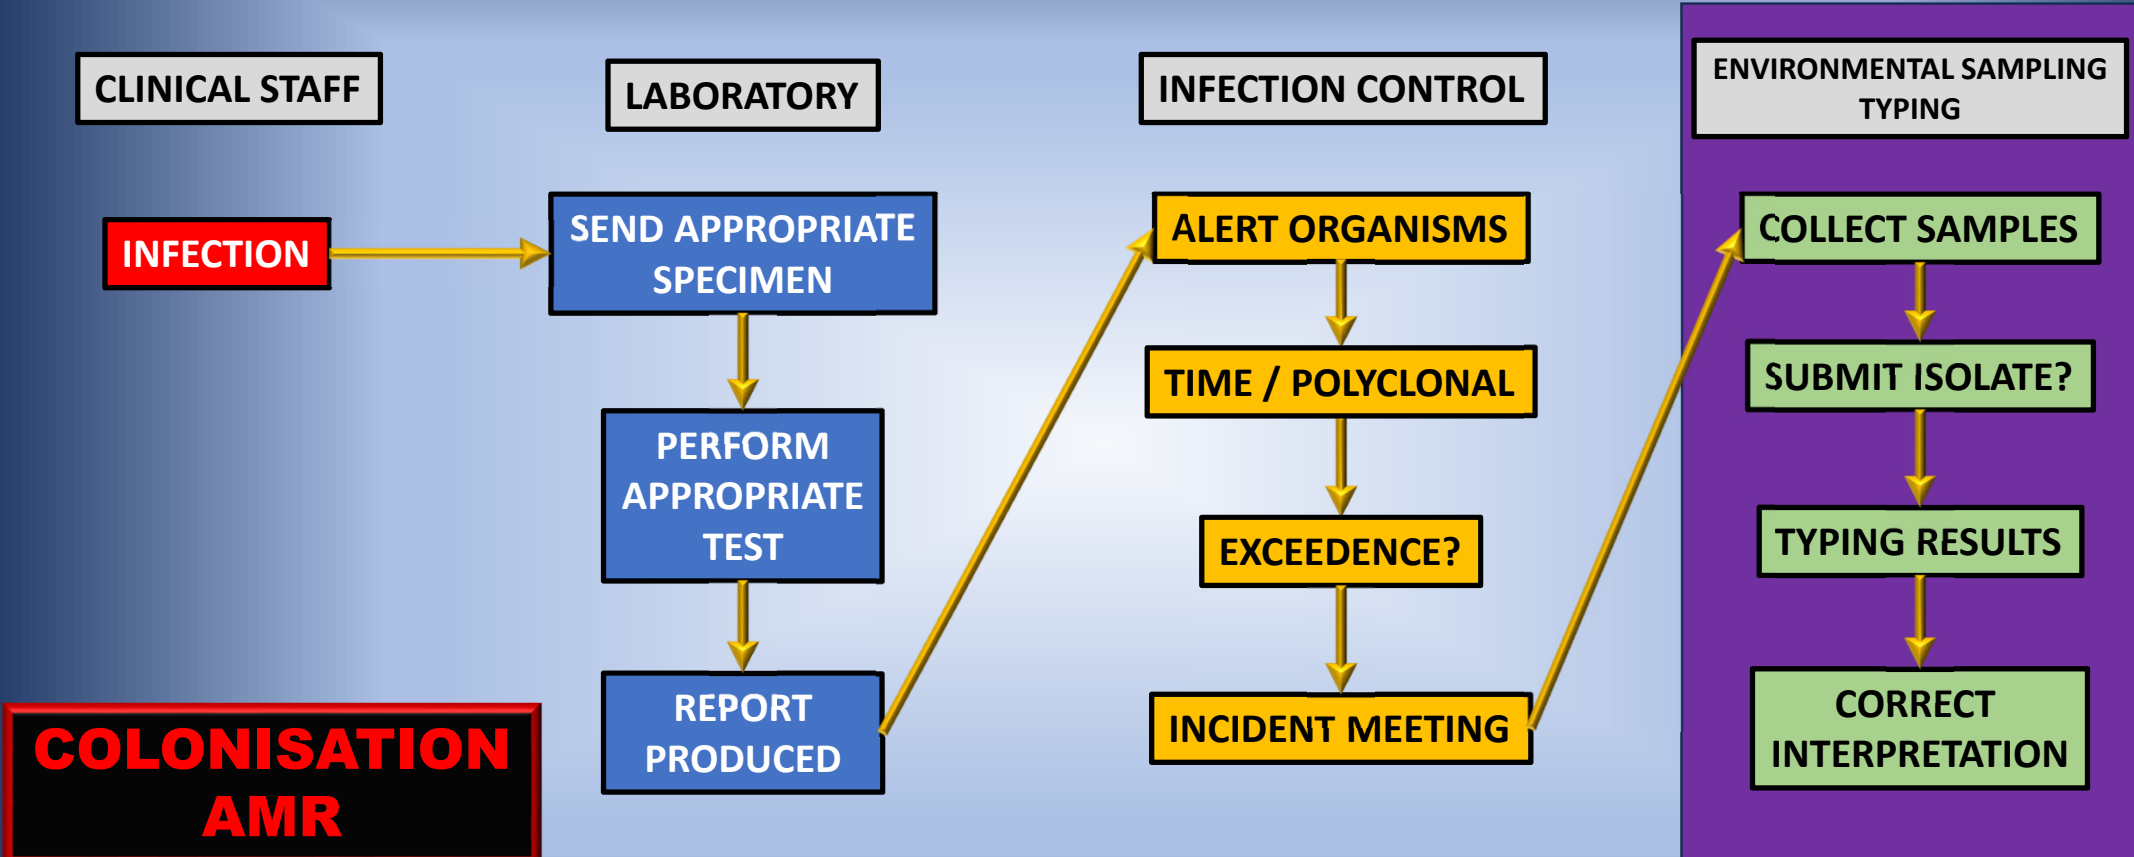 CLINICAL STAFF
LABORATORY
INFECTION CONTROL
ENVIRONMENTAL SAMPLING
TYPING
INFECTION
SEND APPROPRIATE
SPECIMEN
PERFORM
APPROPRIATE
TEST
REPORT
PRODUCED
ALERT ORGANISMS
TIME / POLYCLONAL
EXCEEDENCE?
INCIDENT MEETING
COLLECT SAMPLES
SUBMIT ISOLATE?
TYPING RESULTS
CORRECT
INTERPRETATION
COLONISATION
AMR